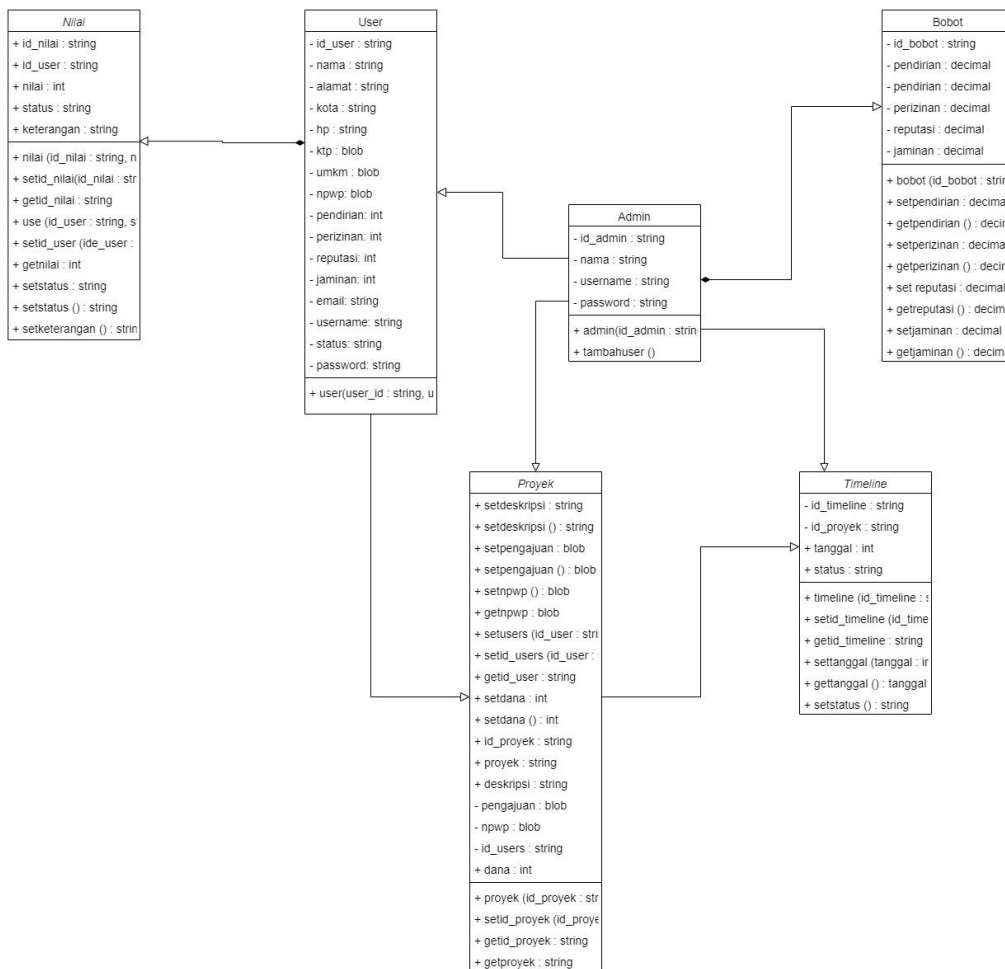 Nilai
+ id_nilai : string
+ id_user : string
+ nilai : int
+ status : string
+ keterangan : string
+ nilai (id_nilai : string, n
+ setid_nilai(id_nilai : str
+ getid_nilai : string
+ use (id_user : string, s
+ setid_user (ide_user :
+ getnilai : int
+ setstatus : string
+ setstatus () : string
+ setketerangan () : strin
User
- id_user : string
- nama : string
- alamat : string
- kota : string
- hp : string
- ktp : blob
- umkm : blob
- npwp: blob
- pendirian: int
- perizinan: int
- reputasi: int
- jaminan: int
- email: string
- username: string
- status: string
- password: string
+ user(user_id : string, u
Admin
- id_admin : string
- nama : string
- username : string
- password : string
+ admin(id_admin : string
+ tambahuser ()
Bobot
- id_bobot : string
- pendirian : decimal
- pendirian : decimal
- perizinan : decimal
- reputasi : decimal
- jaminan : decimal
+ bobot (id_bobot : strin
+ setpendirian : decima
+ getpendirian () : decim
+ setperizinan : decima
+ getperizinan () : decim
+ set reputasi : decimal
+ getreputasi () : decim
+ setjaminan : decimal
+ getjaminan () : decima
Proyek
+ setdeskripsi : string
+ setdeskripsi () : string
+ setpengajuan : blob
+ setpengajuan () : blob
+ setnpwp () : blob
+ getnpwp : blob
+ setusers (id_user : stri
+ setid_users (id_user :
+ getid_user : string
+ setdana : int
+ setdana () : int
+ id_proyek : string
+ proyek : string
+ deskripsi : string
- pengajuan : blob
- npwp : blob
- id_users : string
+ dana : int
+ proyek (id_proyek : str
+ setid_proyek (id_proye
+ getid_proyek : string
+ getproyek : string
Timeline
- id_timeline : string
- id_proyek : string
+ tanggal : int
+ status : string
+ timeline (id_timeline : s
+ setid_timeline (id_time
+ getid_timeline : string
+ settanggal (tanggal : in
+ gettanggal () : tanggal
+ setstatus () : string